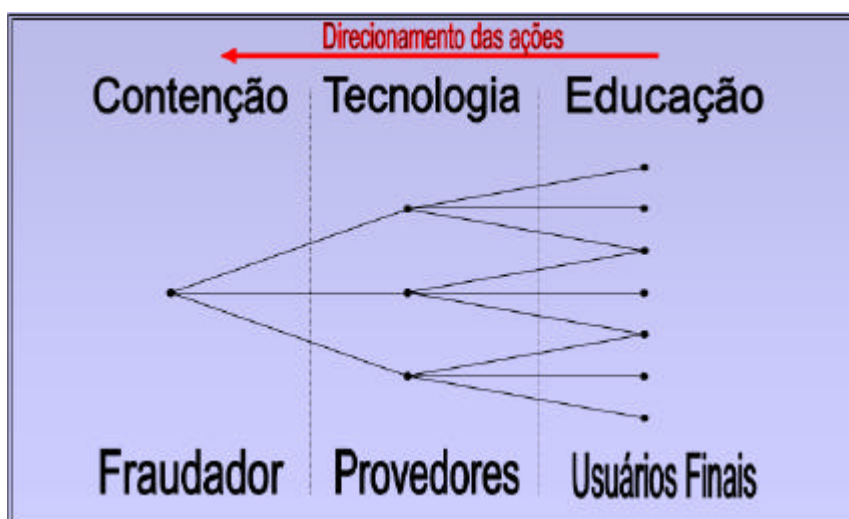 Direcionamento das ações
Contenção Tecnologia Educação
Fraudador Provedores Usuários Finais